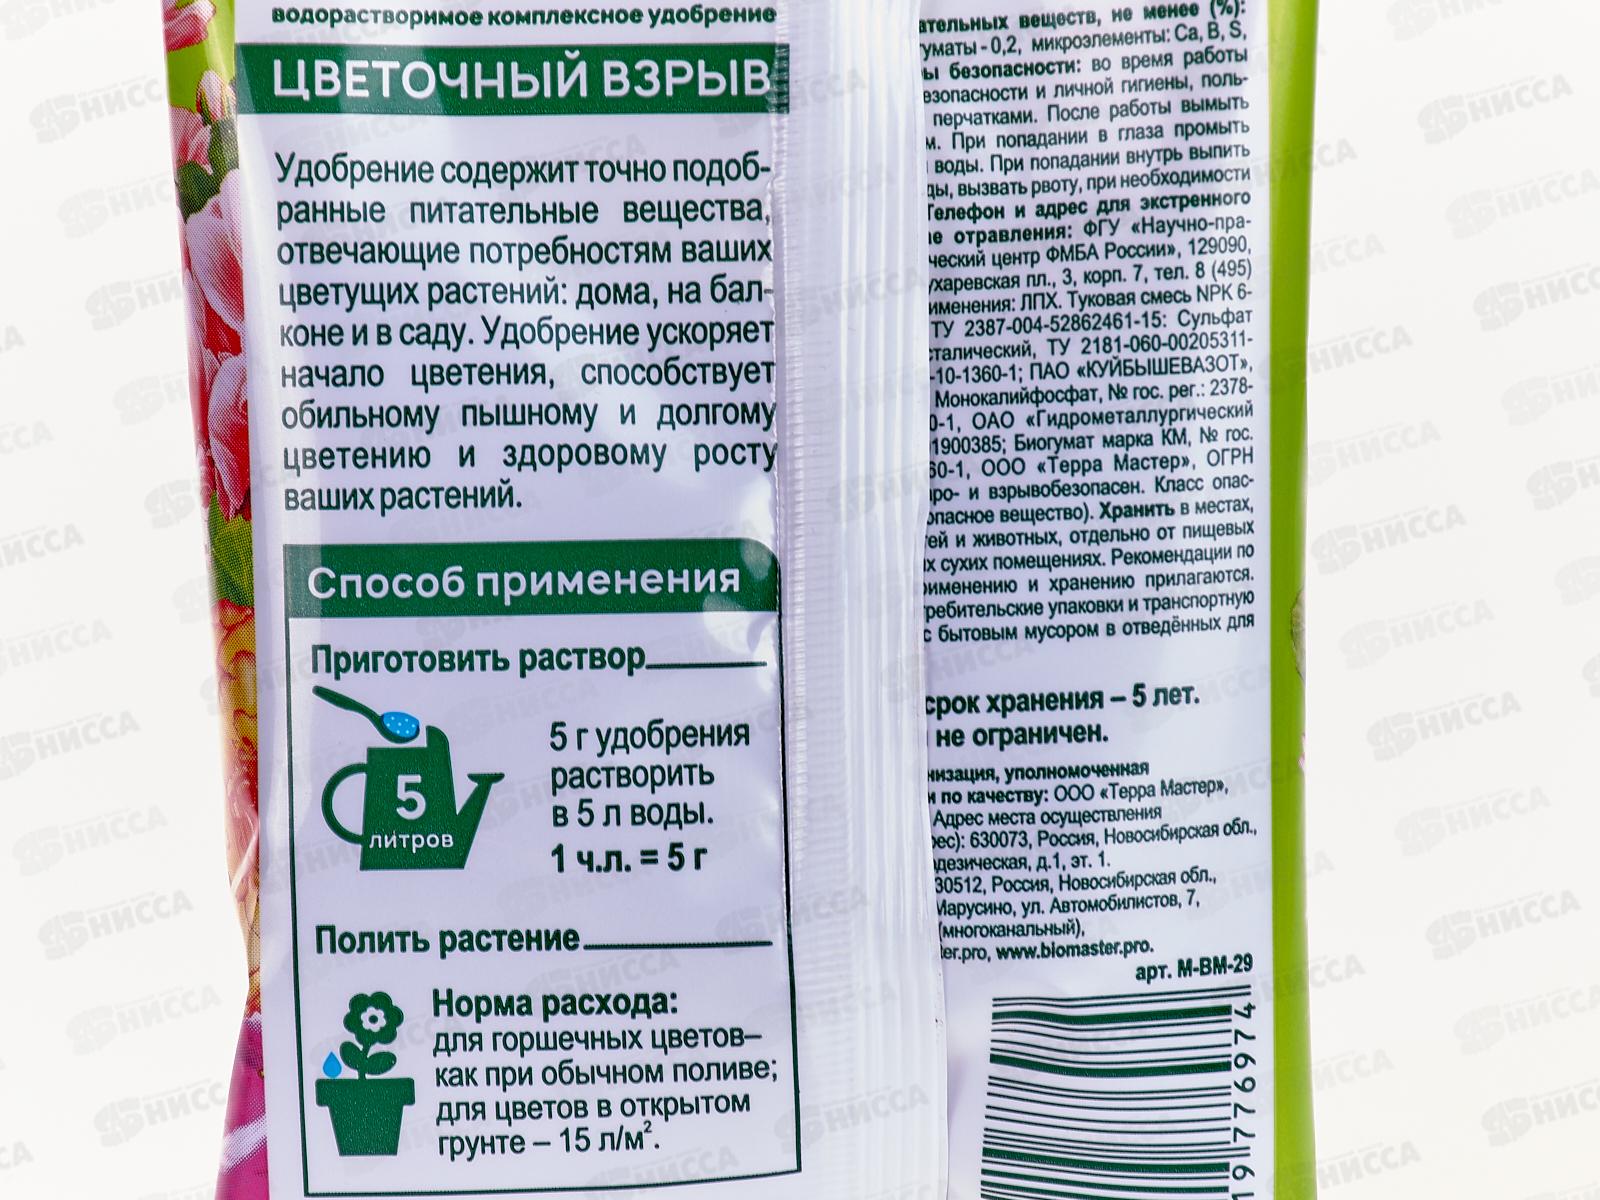 водорастворимое комплексное удобрение
ЦВЕТОЧНЫЙ ВЗРЫВ
Удобрение содержит точно подоб-
ранные питательные вещества,
отвечающие потребностям ваших
цветущих растений: дома, на бал-
коне и в саду. Удобрение ускоряет
начало цветения, способствует
обильному пышному и долгому
цветению и здоровому росту
ваших растений.
Способ применения
Приготовить раствор
5
литров
5 г удобрения
растворить
в 5 л воды.
1 ч.л. = 5 г
Полить растение
Норма расхода:
для горшечных цветов–
как при обычном поливе;
для цветов в открытом
грунте – 15 л/м².
ательных веществ, не менее (%):
уматы - 0,2, микроэлементы: Ca, B, S,
ы безопасности: во время работы
езопасности и личной гигиены, поль-
перчатками. После работы вымыть
м. При попадании в глаза промыть
воды. При попадании внутрь выпить
ды, вызвать рвоту, при необходимости
Телефон и адрес для экстренного
е отравления: ФГУ «Научно-пра-
ческий центр ФМБА России», 129090,
ухаревская пл., 3, корп. 7, тел. 8 (495)
именения: ЛПХ. Туковая смесь NPK 6-
ТУ 2387-004-52862461-15: Сульфат
сталический, ТУ 2181-060-00205311-
-10-1360-1; ПАО «КУЙБЫШЕВАЗОТ»,
Монокалийфосфат, № гос. рег.: 2378-
0-1, ОАО «Гидрометаллургический
1900385; Биогумат марка КМ, № гос.
60-1, ООО «Терра Мастер», ОГРН
ро- и взрывобезопасен. Класс опас-
опасное вещество). Хранить в местах,
ей и животных, отдельно от пищевых
х сухих помещениях. Рекомендации по
рименению и хранению прилагаются.
требительские упаковки и транспортную
с бытовым мусором в отведённых для
срок хранения – 5 лет.
не ограничен.
низация, уполномоченная
и по качеству: ООО «Терра Мастер»,
Адрес места осуществления
рес): 630073, Россия, Новосибирская обл.,
дезическая, д.1, эт. 1.
30512, Россия, Новосибирская обл.,
Марусино, ул. Автомобилистов, 7,
(многоканальный),
er.pro, www.biomaster.pro.
арт. М-ВМ-29
19776974
НИССА